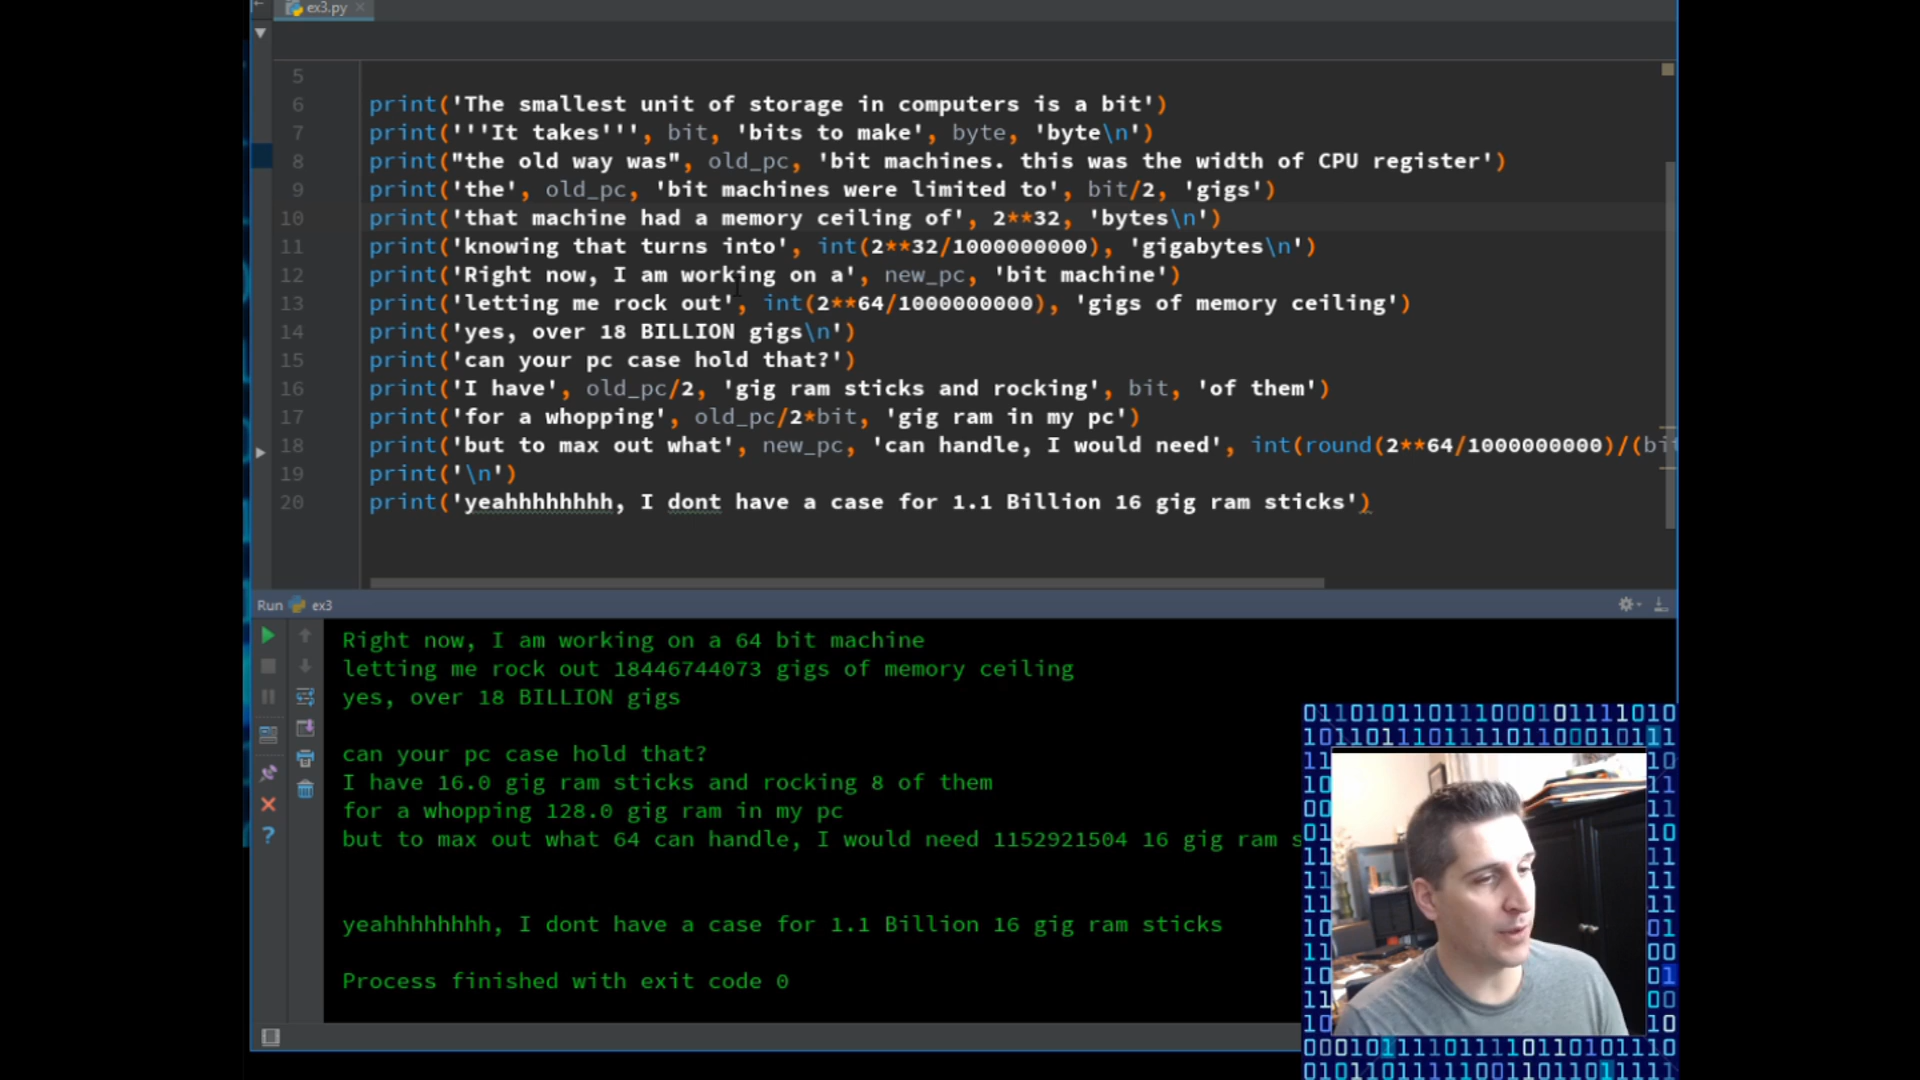 ex3.py
5
6 print('The smallest unit of storage in computers is a bit')
7 print('''It takes''', bit, 'bits to make', byte, 'byte\n')
8 print("the old way was", old_pc, 'bit machines. this was the width of CPU register')
9 print('the', old_pc, 'bit machines were limited to', bit/2, 'gigs')
10 print('that machine had a memory ceiling of', 2**32, 'bytes\n')
11 print('knowing that turns into', int(2**32/1000000000), 'gigabytes\n')
12 print('Right now, I am working on a', new_pc, 'bit machine')
13 print('letting me rock out', int(2**64/1000000000), 'gigs of memory ceiling')
14 print('yes, over 18 BILLION gigs\n')
15 print('can your pc case hold that?')
16 print('I have', old_pc/2, 'gig ram sticks and rocking', bit, 'of them')
17 print('for a whopping', old_pc/2*bit, 'gig ram in my pc')
18 print('but to max out what', new_pc, 'can handle, I would need', int(round(2**64/1000000000)/(bit
19 print('\n')
20 print('yeahhhhhhhh, I dont have a case for 1.1 Billion 16 gig ram sticks')
Run ex3
Right now, I am working on a 64 bit machine
letting me rock out 18446744073 gigs of memory ceiling
yes, over 18 BILLION gigs
can your pc case hold that?
I have 16.0 gig ram sticks and rocking 8 of them
for a whopping 128.0 gig ram in my pc
but to max out what 64 can handle, I would need 1152921504 16 gig ram s
yeahhhhhhhh, I dont have a case for 1.1 Billion 16 gig ram sticks
Process finished with exit code 0